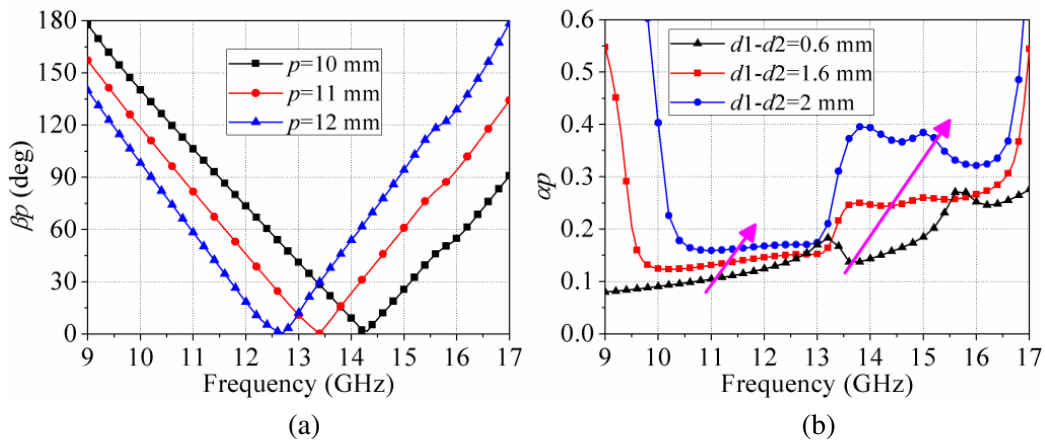 180
150
120
90
60
30
0
βp (deg)
p=10 mm
p=11 mm
p=12 mm
9 10 11 12 13 14 15 16 17
Frequency (GHz)
(a)
0.6
0.5
0.4
0.3
0.2
0.1
0.0
αp
d1-d2=0.6 mm
d1-d2=1.6 mm
d1-d2=2 mm
9 10 11 12 13 14 15 16 17
Frequency (GHz)
(b)